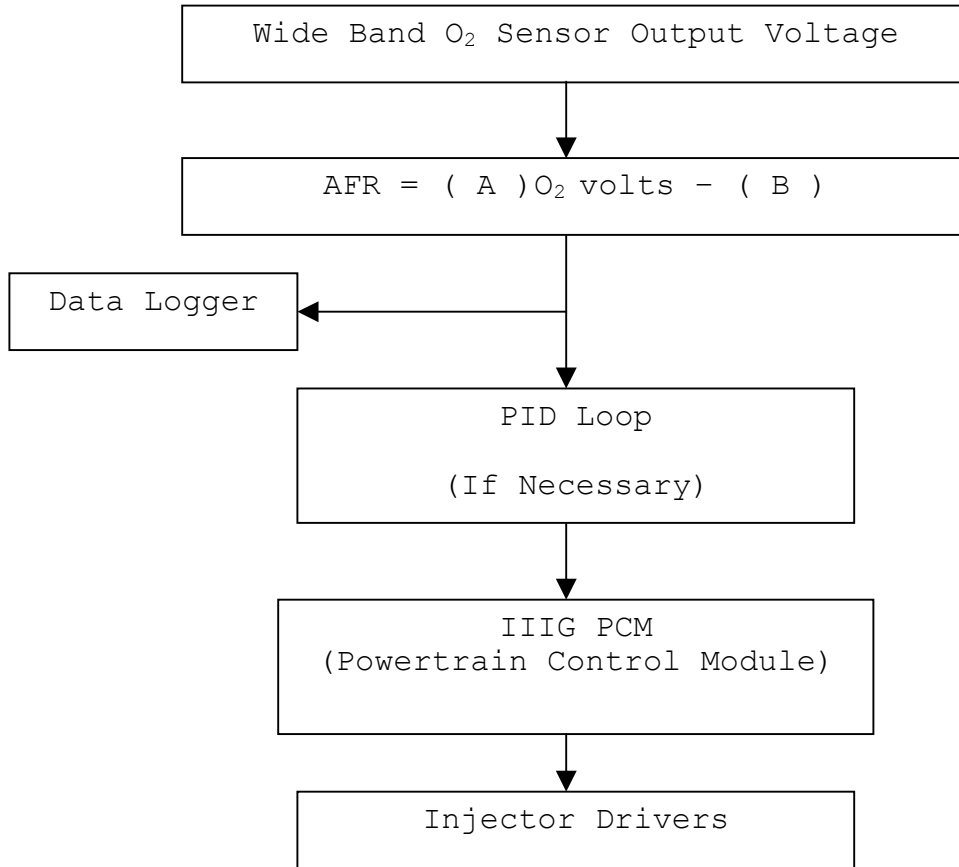 Wide Band O₂ Sensor Output Voltage
AFR = ( A )O₂ volts – ( B )
Data Logger
PID Loop
(If Necessary)
IIIG PCM
(Powertrain Control Module)
Injector Drivers